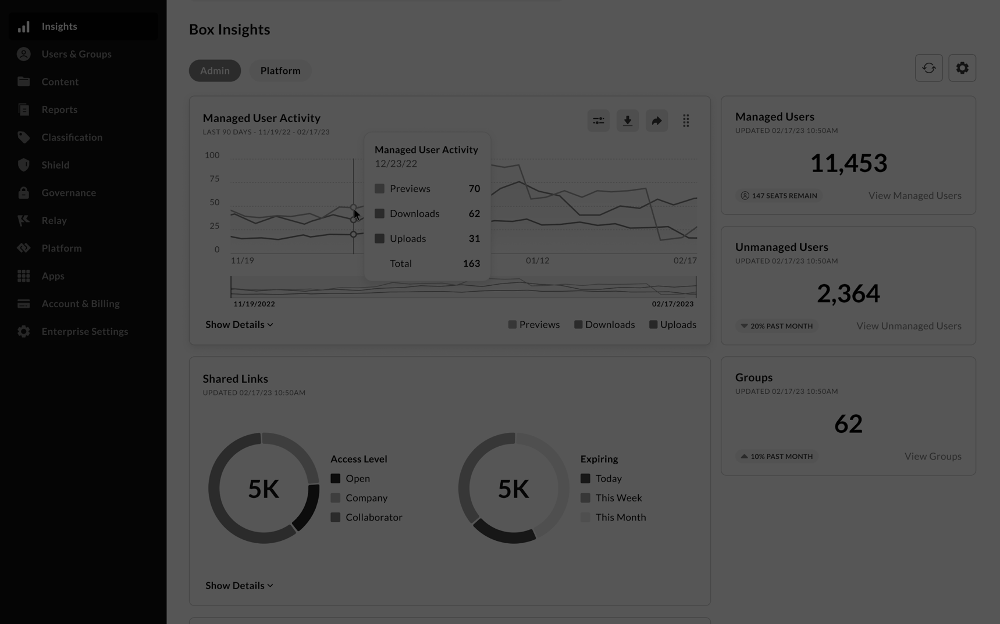 Insights
Users & Groups
Content
Reports
Classification
Shield
Governance
Relay
Platform
Apps
Account & Billing
Enterprise Settings
Box Insights
Admin
Platform
Managed User Activity
LAST 90 DAYS - 11/19/22 - 02/17/23
100
75
50
25
0
11/19
01/12
02/17
Managed User Activity
12/23/22
Previews 70
Downloads 62
Uploads 31
Total 163
11/19/2022
02/17/2023
Show Details
Previews
Downloads
Uploads
Managed Users
UPDATED 02/17/23 10:50AM
11,453
147 SEATS REMAIN
View Managed Users
Unmanaged Users
UPDATED 02/17/23 10:50AM
2,364
20% PAST MONTH
View Unmanaged Users
Shared Links
UPDATED 02/17/23 10:50AM
5K
Access Level
Open
Company
Collaborator
5K
Expiring
Today
This Week
This Month
Show Details
Groups
UPDATED 02/17/23 10:50AM
62
10% PAST MONTH
View Groups